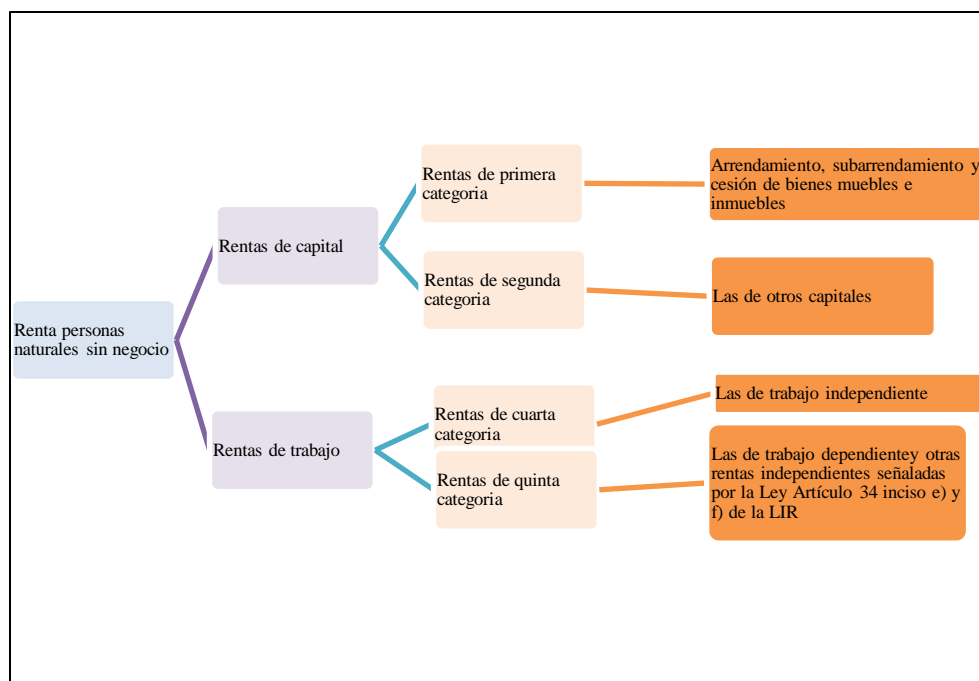 Renta personas
naturales sin negocio
Rentas de capital
Rentas de primera
categoria
Arrendamiento, subarrendamiento y
cesión de bienes muebles e
inmuebles
Rentas de segunda
categoria
Las de otros capitales
Rentas de trabajo
Rentas de cuarta
categoria
Las de trabajo independiente
Rentas de quinta
categoria
Las de trabajo dependientey otras
rentas independientes señaladas
por la Ley Artículo 34 inciso e) y
f) de la LIR